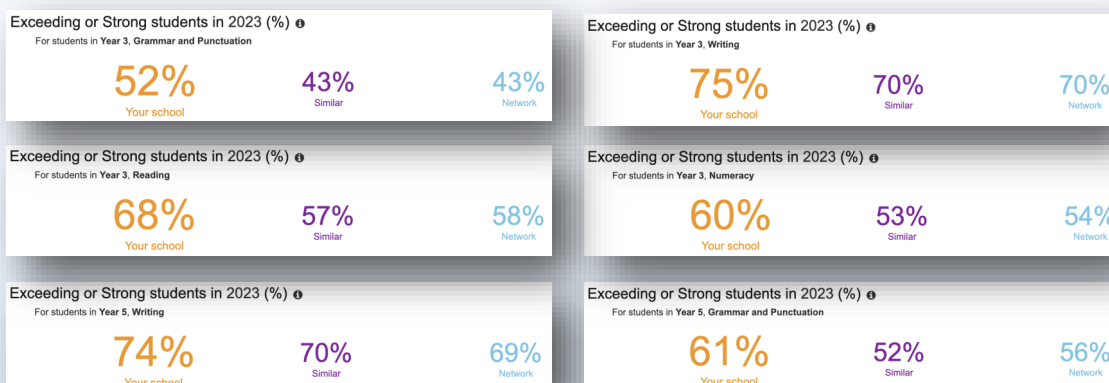 Exceeding or Strong students in 2023 (%)
For students in Year 3, Grammar and Punctuation
52% 43% 43%
Your school Similar Network
Exceeding or Strong students in 2023 (%)
For students in Year 3, Writing
75% 70% 70%
Your school Similar Network
Exceeding or Strong students in 2023 (%)
For students in Year 3, Reading
68% 57% 58%
Your school Similar Network
Exceeding or Strong students in 2023 (%)
For students in Year 3, Numeracy
60% 53% 54%
Your school Similar Network
Exceeding or Strong students in 2023 (%)
For students in Year 5, Writing
74% 70% 69%
Your school Similar Network
Exceeding or Strong students in 2023 (%)
For students in Year 5, Grammar and Punctuation
61% 52% 56%
Your school Similar Network